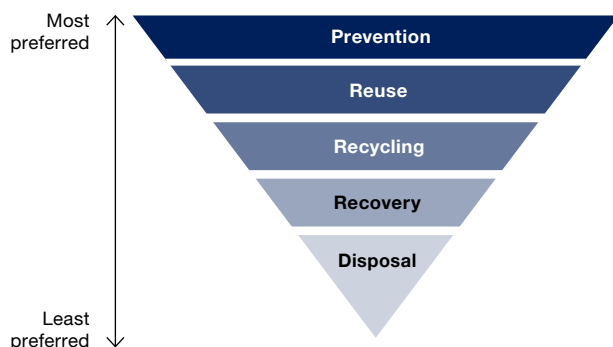 Most
preferred
Prevention
Reuse
Recycling
Recovery
Disposal
Least
preferred